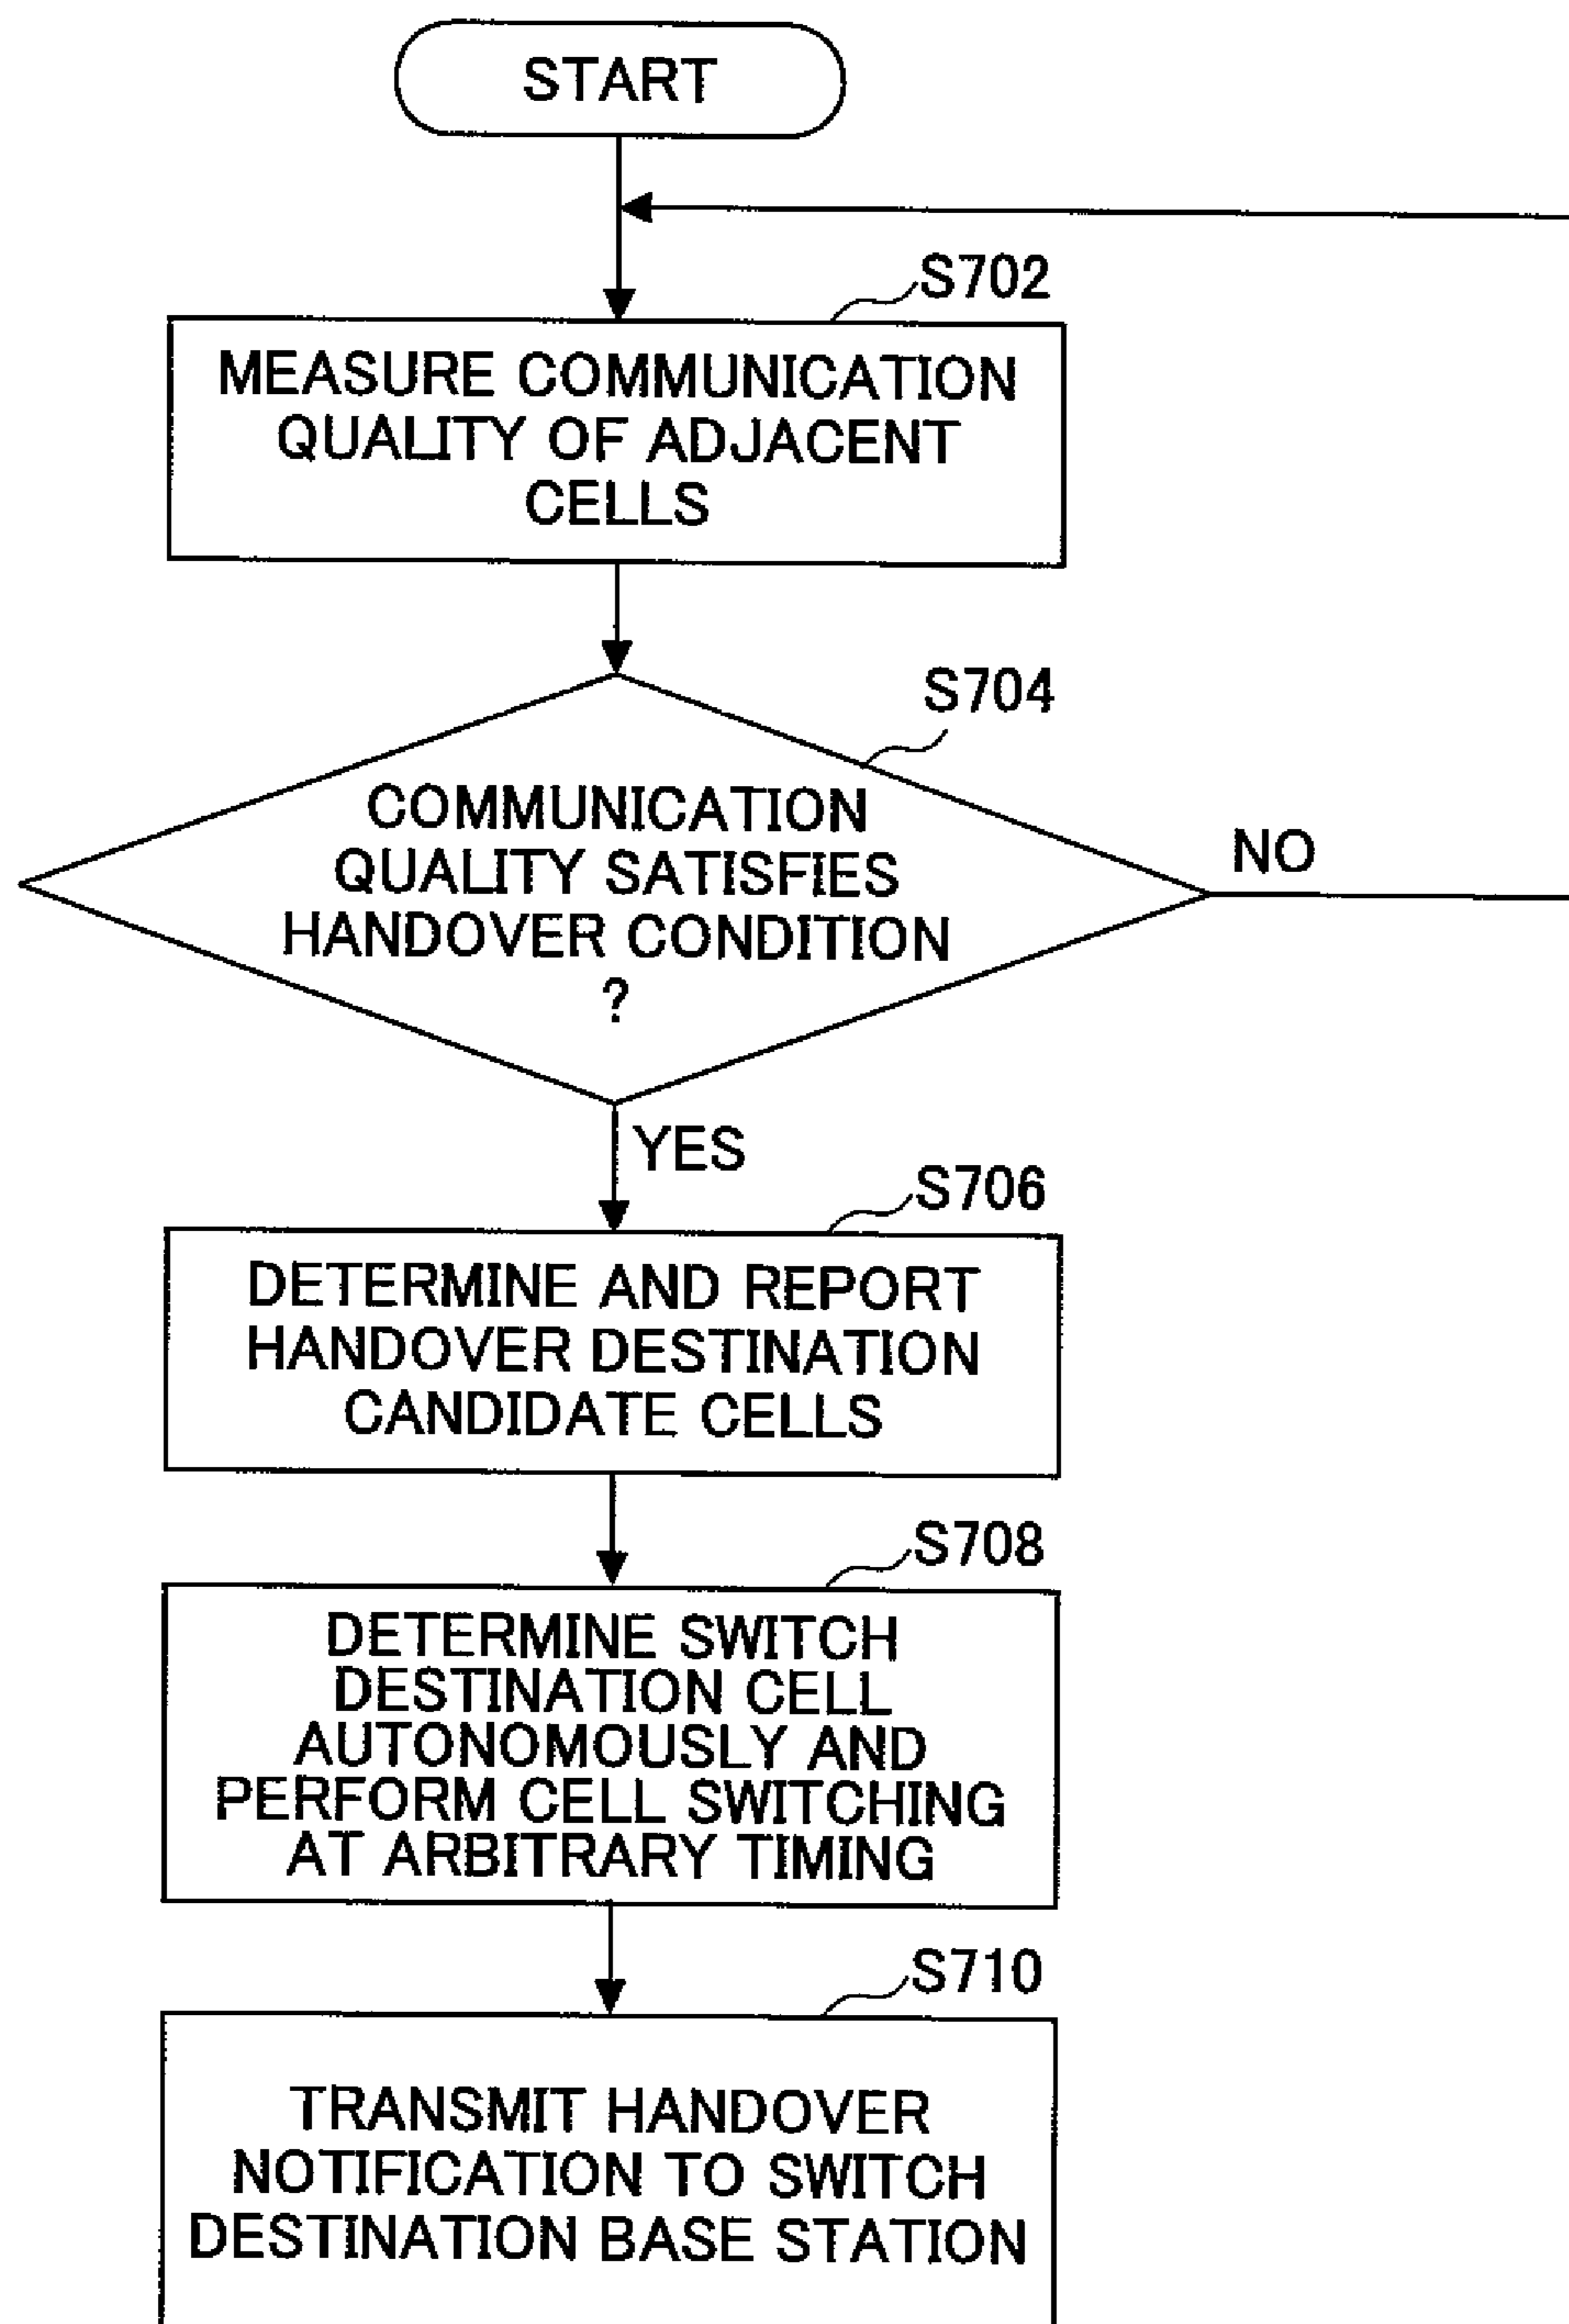 START
S702
MEASURE COMMUNICATION
QUALITY OF ADJACENT
CELLS
S704
COMMUNICATION
QUALITY SATISFIES
HANDOVER CONDITION
?
NO
YES
S706
DETERMINE AND REPORT
HANDOVER DESTINATION
CANDIDATE CELLS
S708
DETERMINE SWITCH
DESTINATION CELL
AUTONOMOUSLY AND
PERFORM CELL SWITCHING
AT ARBITRARY TIMING
S710
TRANSMIT HANDOVER
NOTIFICATION TO SWITCH
DESTINATION BASE STATION